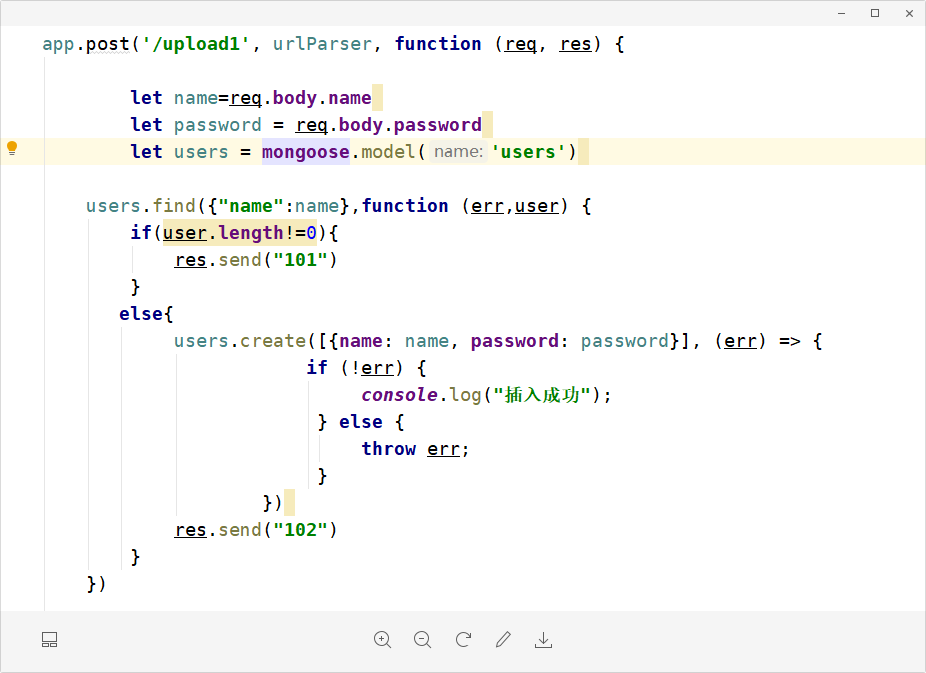 app.post('/upload1', urlParser, function (req, res) {
let name=req.body.name
let password = req.body.password
let users = mongoose.model( name: 'users')
users.find({"name":name},function (err,user) {
if(user.length!=0){
res.send("101")
}
else{
users.create([{name: name, password: password}], (err) => {
if (!err) {
console.log("插入成功");
} else {
throw err;
}
})
res.send("102")
}
})